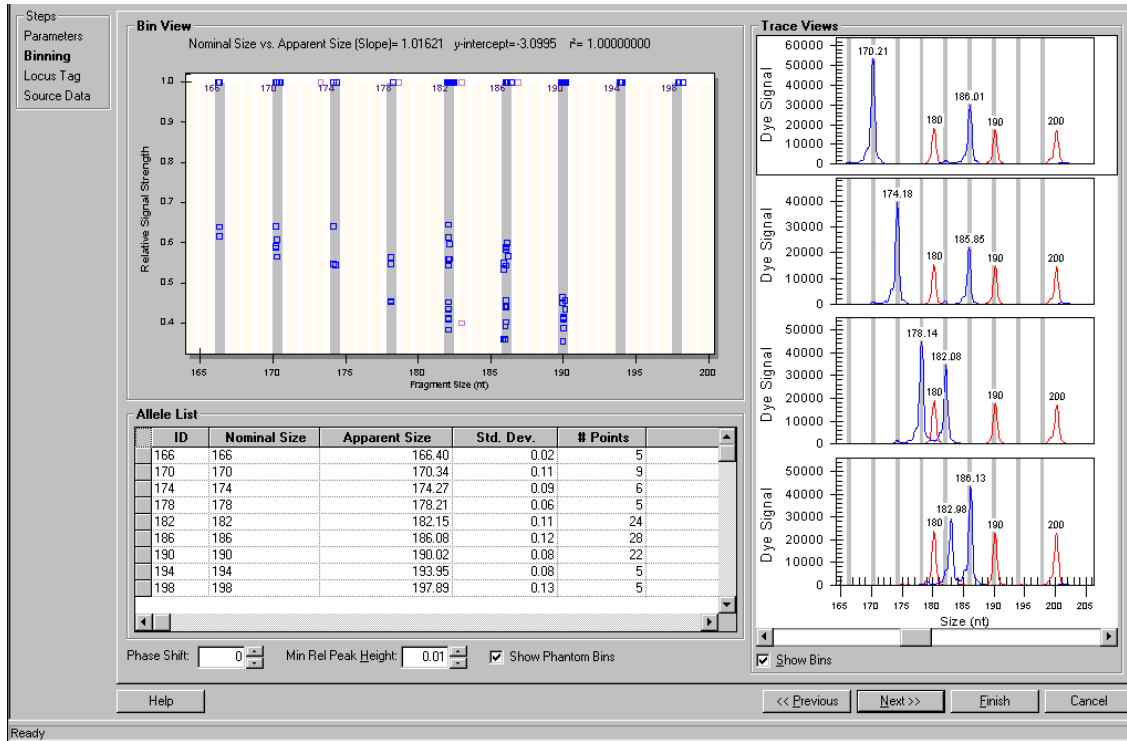 Steps
Parameters
Binning
Locus Tag
Source Data
Bin View
Nominal Size vs. Apparent Size (Slope)= 1.01621 y-intercept=-3.0995 r²= 1.00000000
1.0
0.9
0.8
0.7
0.6
0.5
0.4
Relative Signal Strength
166 170 174 178 182 186 190 194 198
165 170 175 180 185 190 195 200
Fragment Size (nt)
Allele List
ID Nominal Size Apparent Size Std. Dev. # Points
166 166 166.40 0.02 5
170 170 170.34 0.11 9
174 174 174.27 0.09 6
178 178 178.21 0.06 5
182 182 182.15 0.11 24
186 186 186.08 0.12 28
190 190 190.02 0.08 22
194 194 193.95 0.08 5
198 198 197.89 0.13 5
Phase Shift: 0 Min Rel Peak Height: 0.01 Show Phantom Bins
Trace Views
60000
50000
40000
30000
20000
10000
0
Dye Signal
170.21 180 186.01 190 200
40000
30000
20000
10000
0
Dye Signal
174.18 180 185.85 190 200
50000
40000
30000
20000
10000
0
Dye Signal
178.14 180 182.08 190 200
50000
40000
30000
20000
10000
0
Dye Signal
180 182.98 186.13 190 200
165 170 175 180 185 190 195 200 205
Size (nt)
Show Bins
Help << Previous Next >> Finish Cancel
Ready